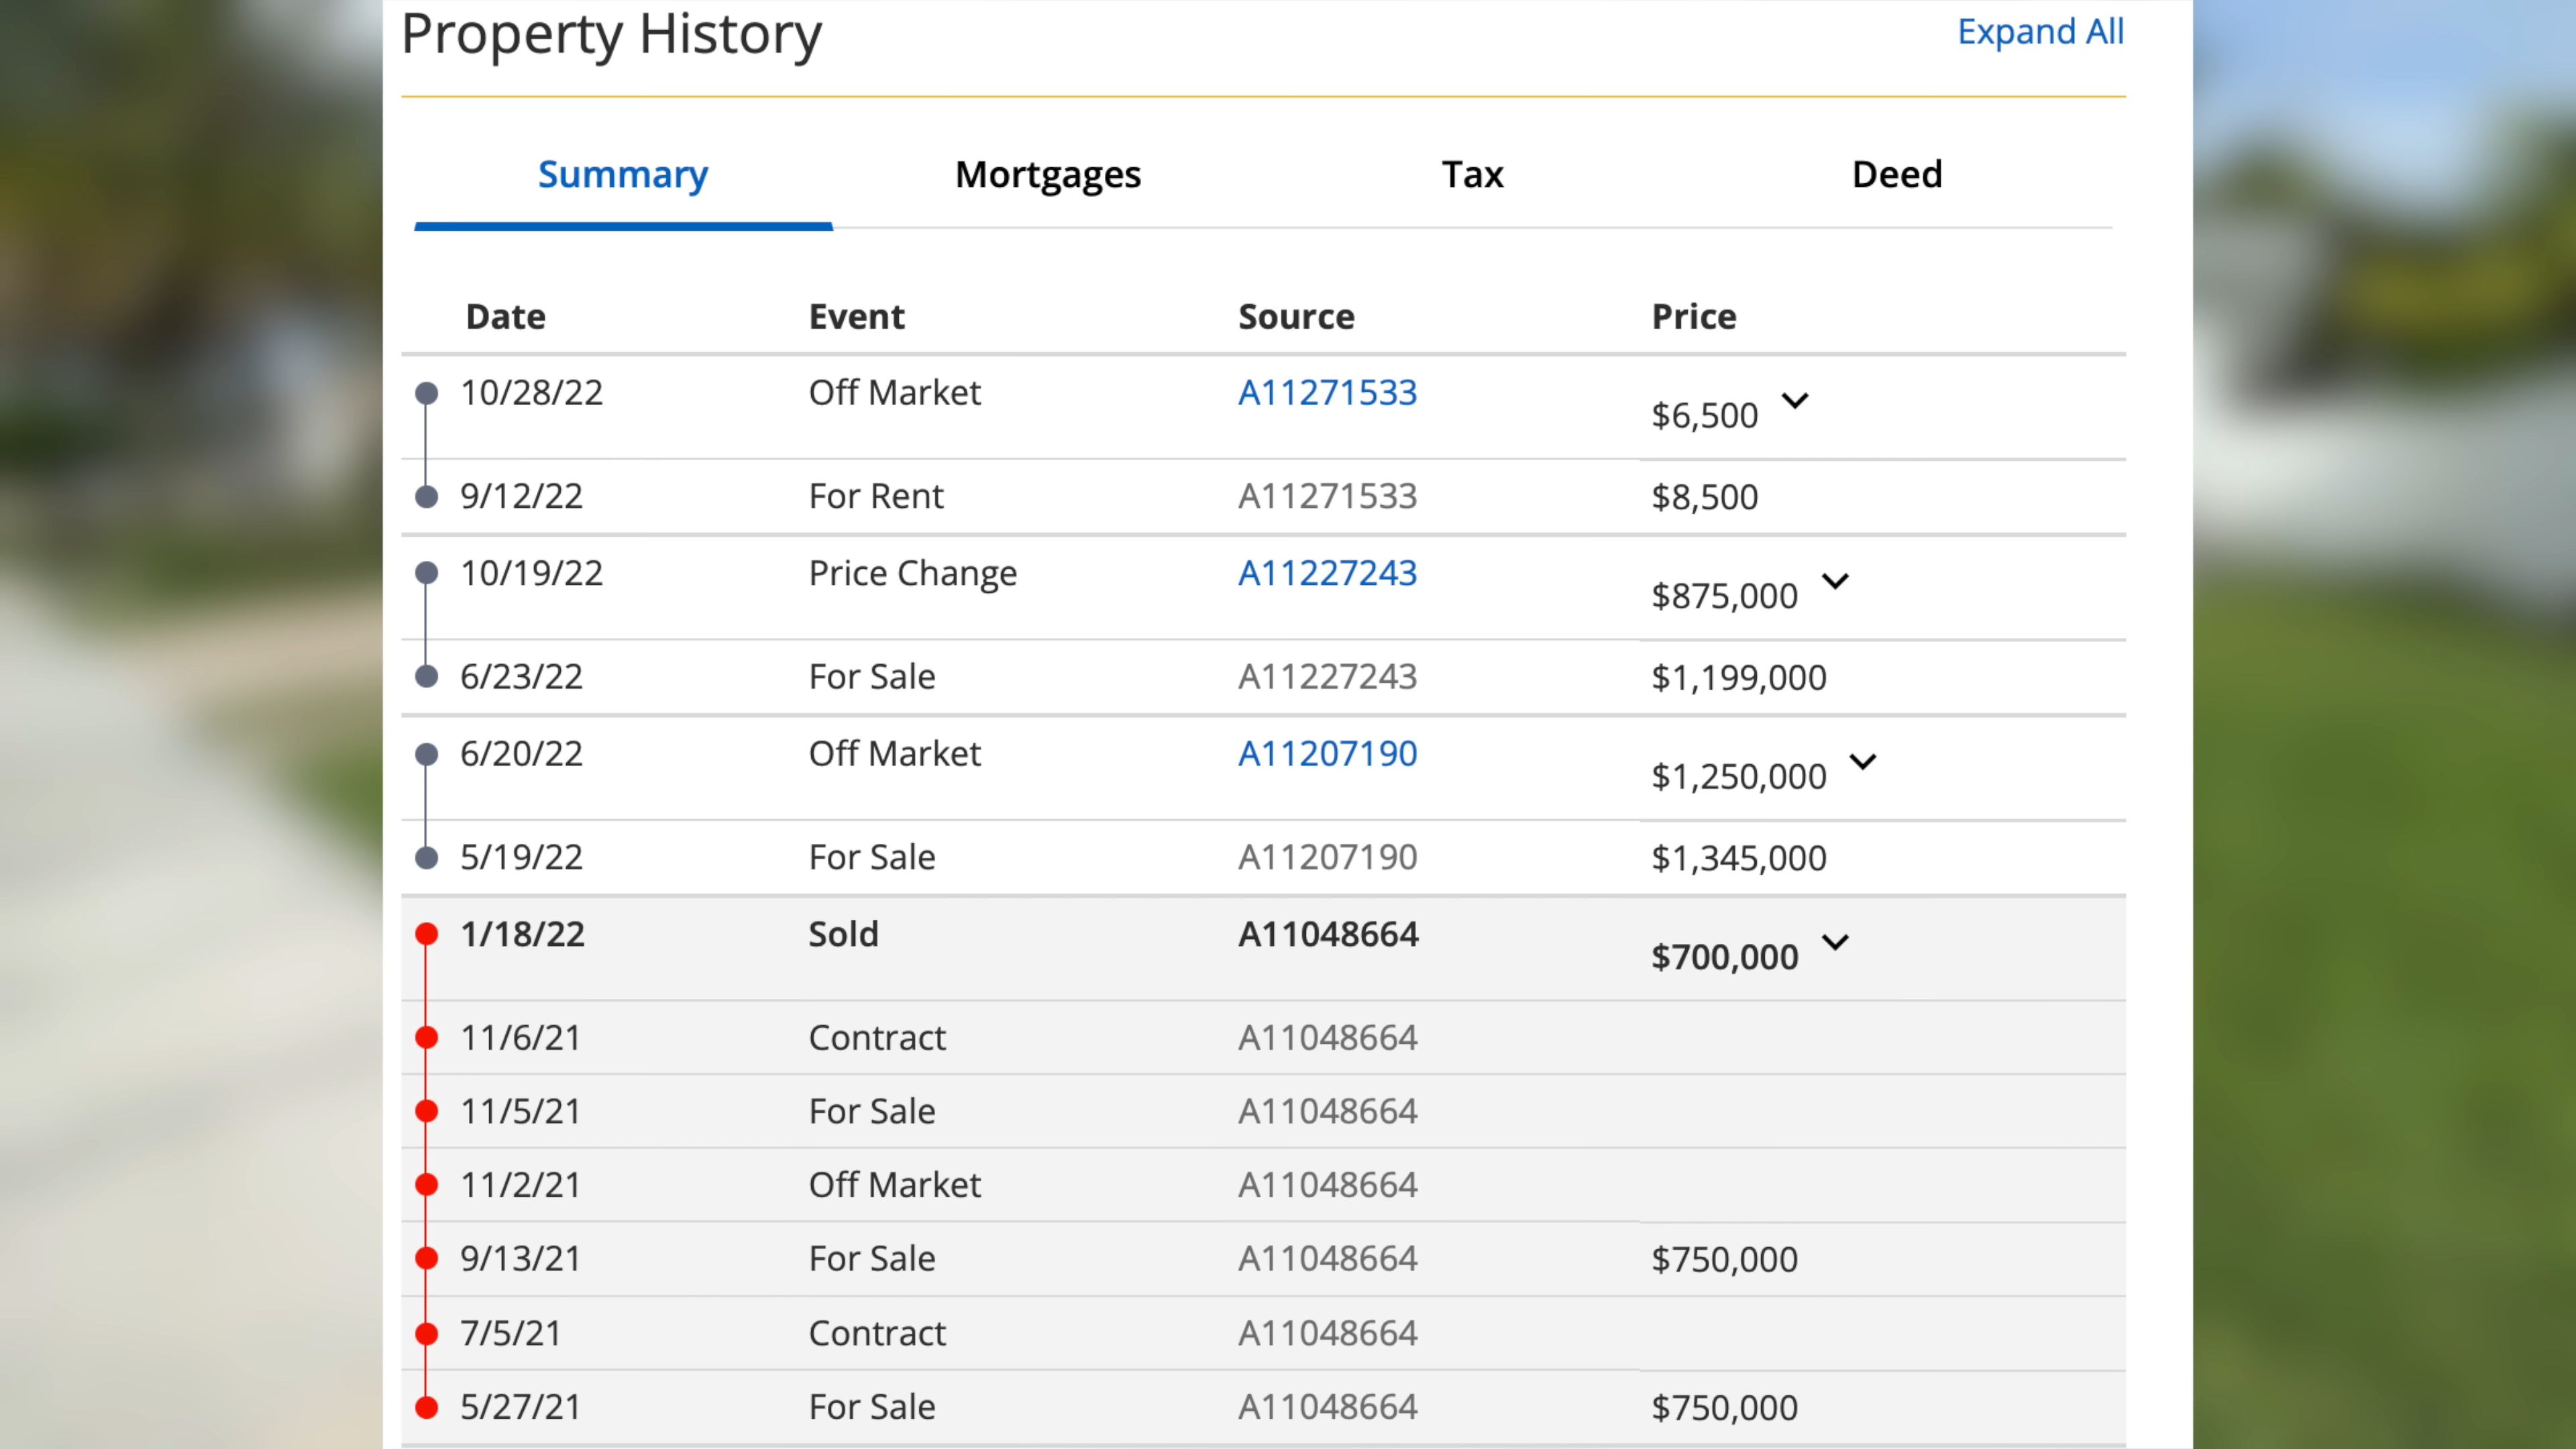 Property History Expand All
Summary Mortgages Tax Deed
Date Event Source Price
10/28/22 Off Market A11271533 $6,500
9/12/22 For Rent A11271533 $8,500
10/19/22 Price Change A11227243 $875,000
6/23/22 For Sale A11227243 $1,199,000
6/20/22 Off Market A11207190 $1,250,000
5/19/22 For Sale A11207190 $1,345,000
1/18/22 Sold A11048664 $700,000
11/6/21 Contract A11048664
11/5/21 For Sale A11048664
11/2/21 Off Market A11048664
9/13/21 For Sale A11048664 $750,000
7/5/21 Contract A11048664
5/27/21 For Sale A11048664 $750,000